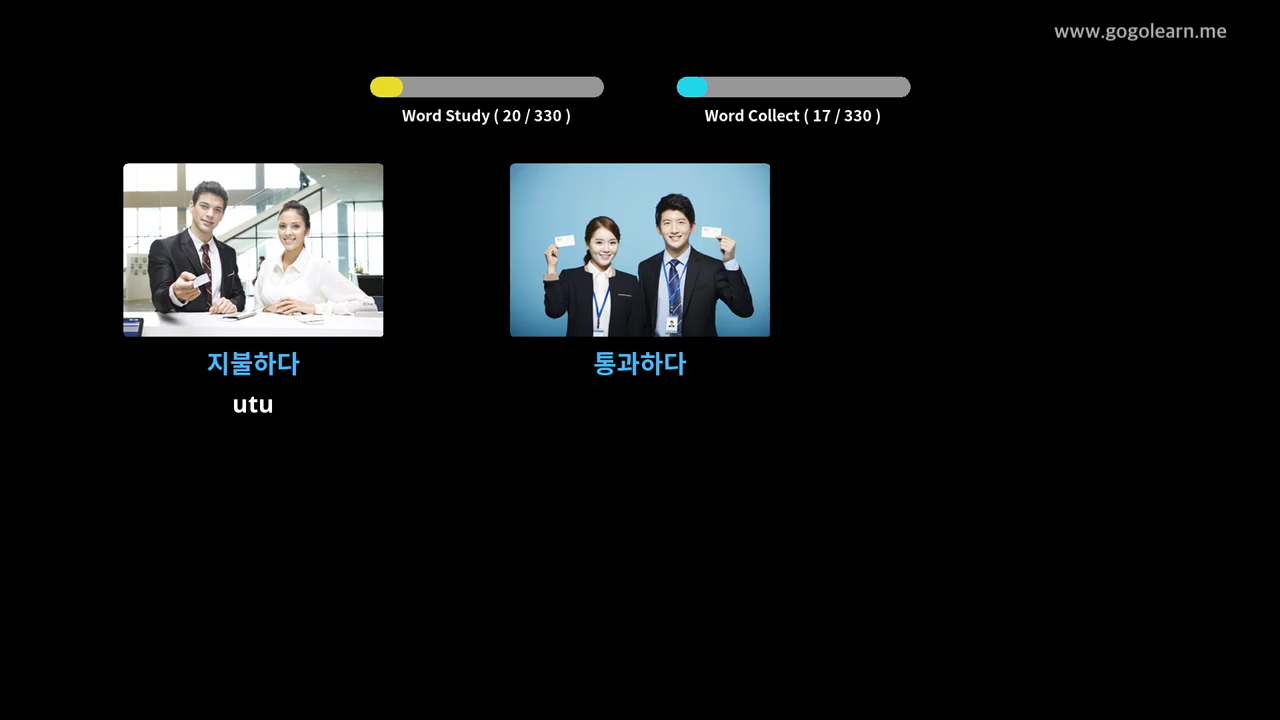 www.gogolearn.me
Word Study ( 20 / 330 )
Word Collect ( 17 / 330 )
지불하다
통과하다
utu